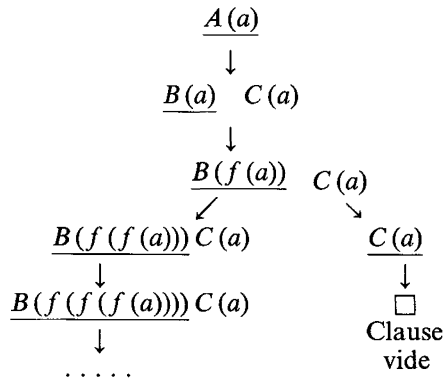 A(a)
B(a) C(a)
B(f(a)) C(a)
B(f(f(a))) C(a) C(a)
B(f(f(f(a)))) C(a)
Clause
vide
.....